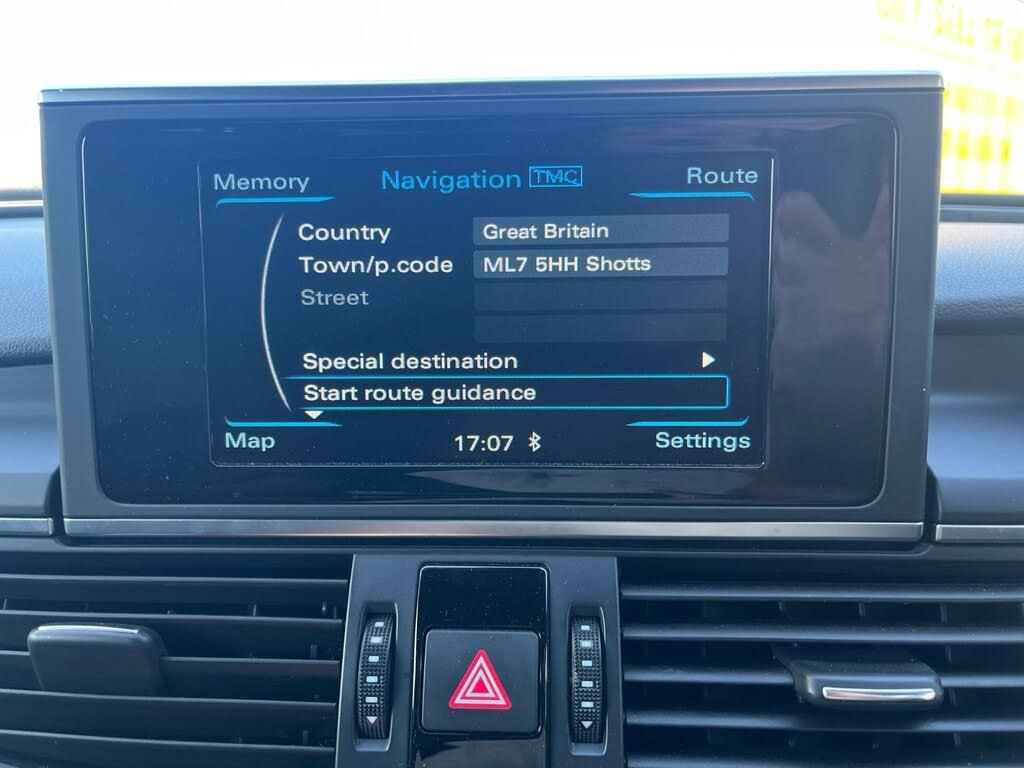 Memory Navigation TMC Route
Country Great Britain
Town/p.code ML7 5HH Shotts
Street
Special destination
Start route guidance
Map 17:07 Settings